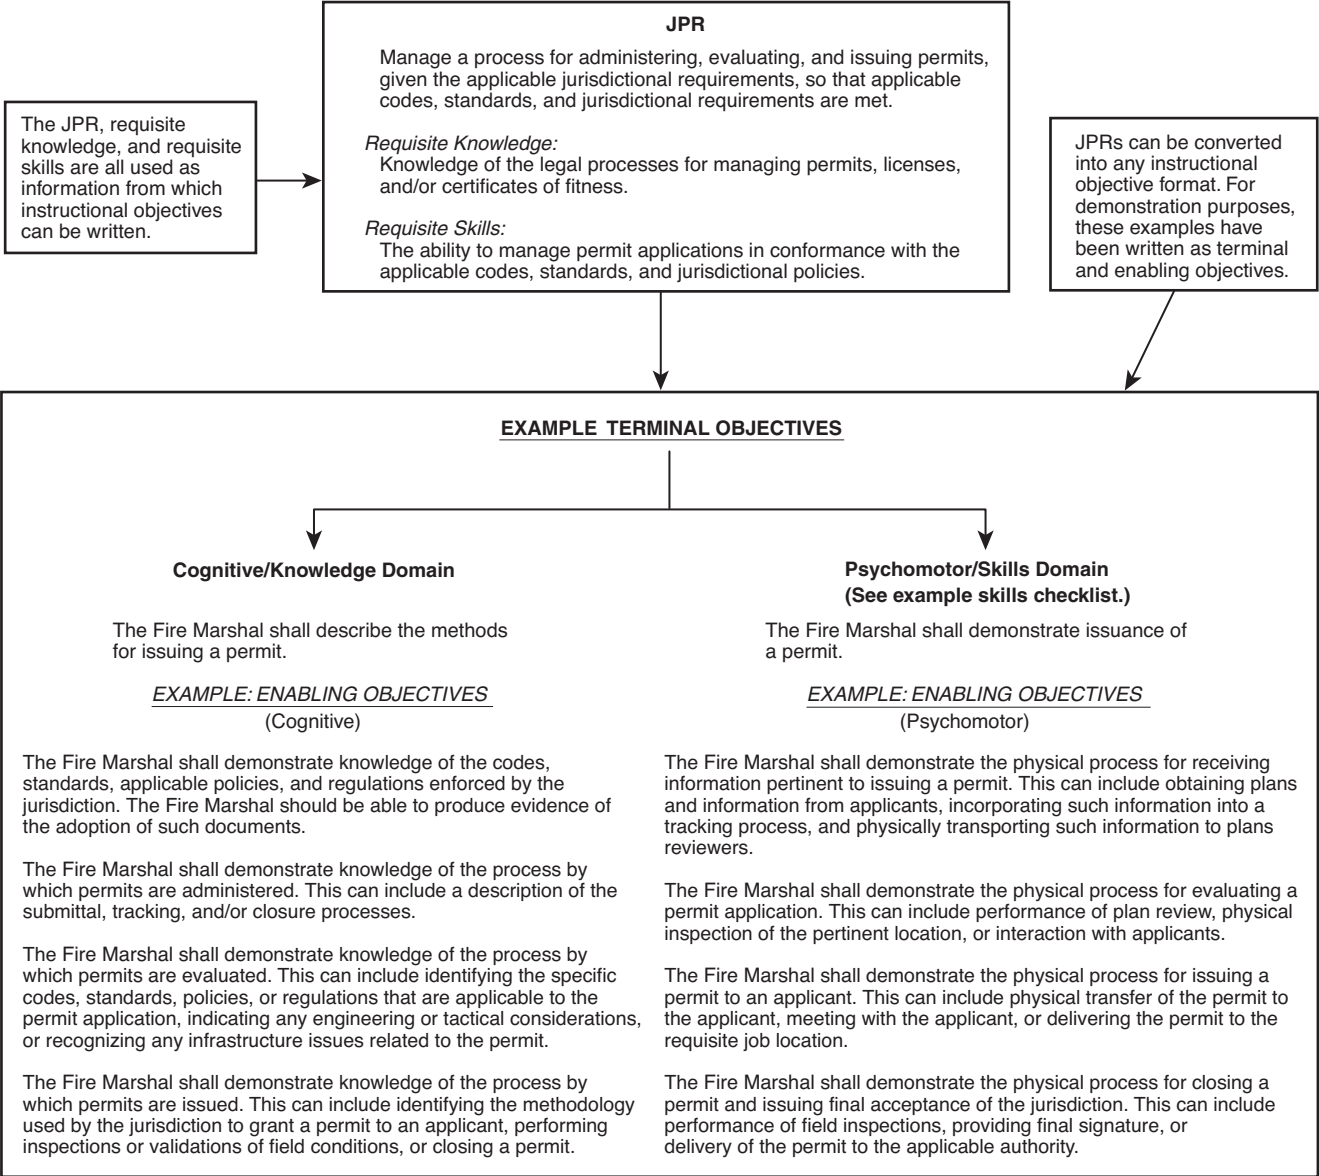 JPR
Manage a process for administering, evaluating, and issuing permits,
given the applicable jurisdictional requirements, so that applicable
codes, standards, and jurisdictional requirements are met.
Requisite Knowledge:
Knowledge of the legal processes for managing permits, licenses,
and/or certificates of fitness.
Requisite Skills:
The ability to manage permit applications in conformance with the
applicable codes, standards, and jurisdictional policies.
The JPR, requisite
knowledge, and requisite
skills are all used as
information from which
instructional objectives
can be written.
JPRs can be converted
into any instructional
objective format. For
demonstration purposes,
these examples have
been written as terminal
and enabling objectives.
EXAMPLE TERMINAL OBJECTIVES
Cognitive/Knowledge Domain
The Fire Marshal shall describe the methods
for issuing a permit.
EXAMPLE: ENABLING OBJECTIVES
(Cognitive)
The Fire Marshal shall demonstrate knowledge of the codes,
standards, applicable policies, and regulations enforced by the
jurisdiction. The Fire Marshal should be able to produce evidence of
the adoption of such documents.
The Fire Marshal shall demonstrate knowledge of the process by
which permits are administered. This can include a description of the
submittal, tracking, and/or closure processes.
The Fire Marshal shall demonstrate knowledge of the process by
which permits are evaluated. This can include identifying the specific
codes, standards, policies, or regulations that are applicable to the
permit application, indicating any engineering or tactical considerations,
or recognizing any infrastructure issues related to the permit.
The Fire Marshal shall demonstrate knowledge of the process by
which permits are issued. This can include identifying the methodology
used by the jurisdiction to grant a permit to an applicant, performing
inspections or validations of field conditions, or closing a permit.
Psychomotor/Skills Domain
(See example skills checklist.)
The Fire Marshal shall demonstrate issuance of
a permit.
EXAMPLE: ENABLING OBJECTIVES
(Psychomotor)
The Fire Marshal shall demonstrate the physical process for receiving
information pertinent to issuing a permit. This can include obtaining plans
and information from applicants, incorporating such information into a
tracking process, and physically transporting such information to plans
reviewers.
The Fire Marshal shall demonstrate the physical process for evaluating a
permit application. This can include performance of plan review, physical
inspection of the pertinent location, or interaction with applicants.
The Fire Marshal shall demonstrate the physical process for issuing a
permit to an applicant. This can include physical transfer of the permit to
the applicant, meeting with the applicant, or delivering the permit to the
requisite job location.
The Fire Marshal shall demonstrate the physical process for closing a
permit and issuing final acceptance of the jurisdiction. This can include
performance of field inspections, providing final signature, or
delivery of the permit to the applicable authority.